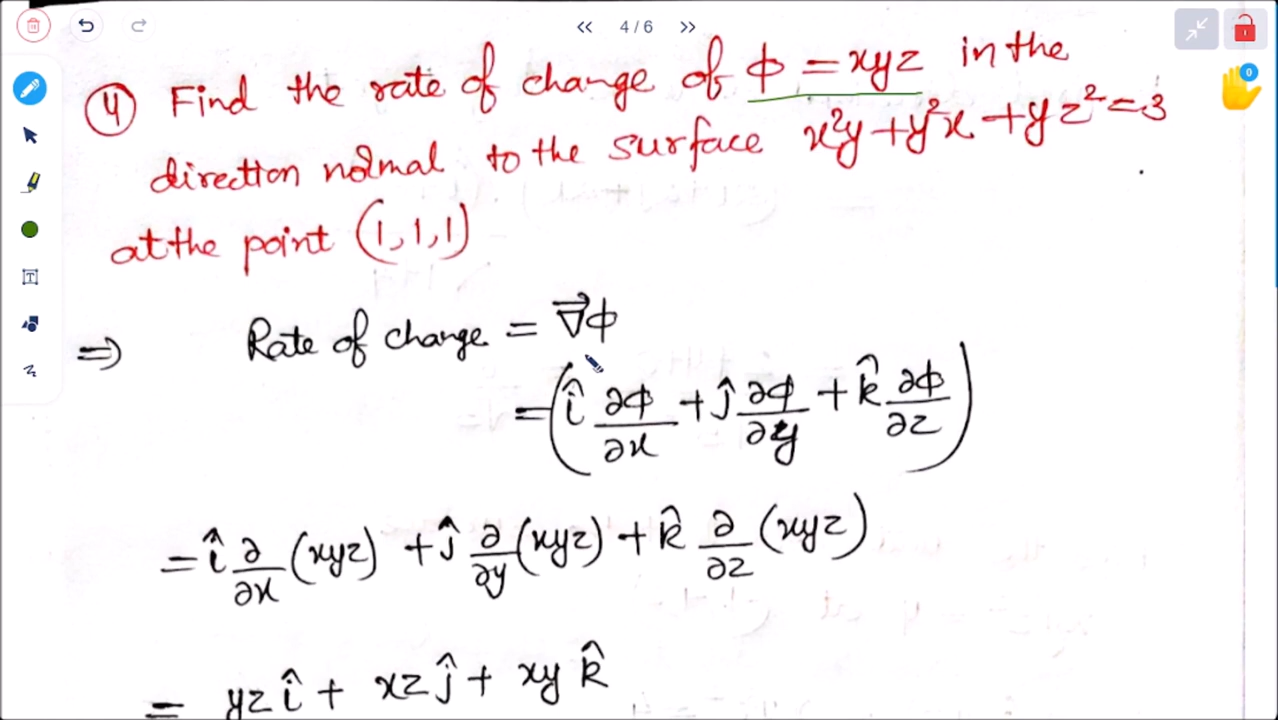 4/6
0
④ Find the rate of change of ϕ = xyz in the
direction normal to the surface x²y + y²x + yz² = 3
at the point (1, 1, 1)
⇒ Rate of change = ∇⃗ϕ
= (î ∂ϕ/∂x + ĵ ∂ϕ/∂y + k̂ ∂ϕ/∂z)
= î ∂/∂x (xyz) + ĵ ∂/∂y (xyz) + k̂ ∂/∂z (xyz)
= yz î + xz ĵ + xy k̂